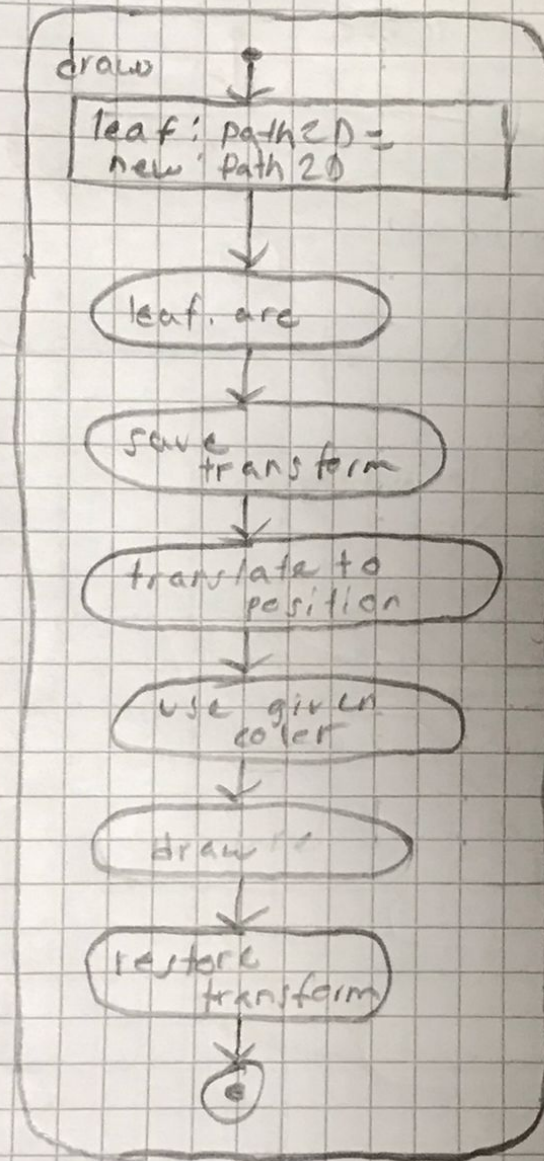 draw
leaf: path2D =
new path2D
leaf. arc
save
transform
translate to
position
use given
color
draw
restore
transform